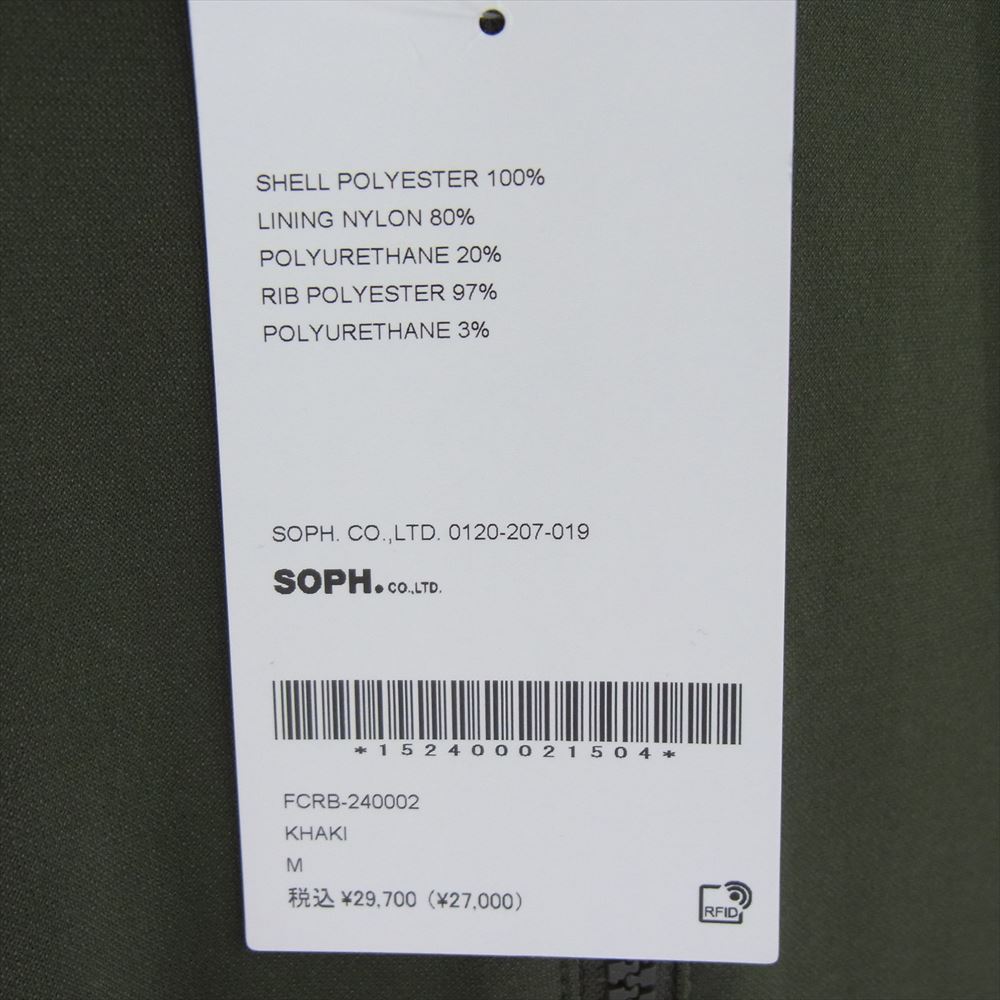 SHELL POLYESTER 100%
LINING NYLON 80%
POLYURETHANE 20%
RIB POLYESTER 97%
POLYURETHANE 3%
SOPH. CO.,LTD. 0120-207-019
SOPH. CO.,LTD.
*152400021504*
FCRB-240002
KHAKI
M
税込 ¥29,700 (¥27,000)
RFID